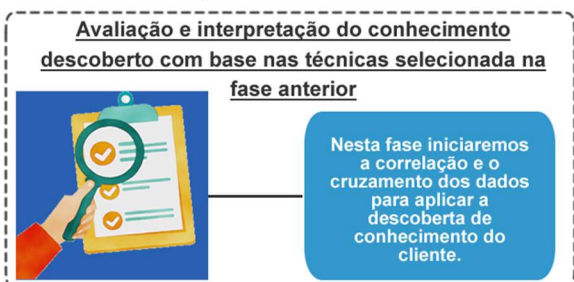 Avaliação e interpretação do conhecimento
descoberto com base nas técnicas selecionada na
fase anterior
Nesta fase iniciaremos
a correlação e o
cruzamento dos dados
para aplicar a
descoberta de
conhecimento do
cliente.